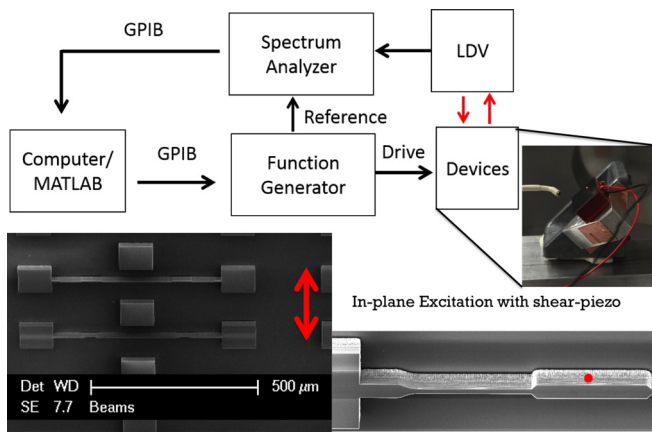 GPIB
Spectrum
Analyzer
LDV
Reference
Computer/
MATLAB
GPIB
Function
Generator
Drive
Devices
In-plane Excitation with shear-piezo
Det WD
500 µm
SE 7.7 Beams